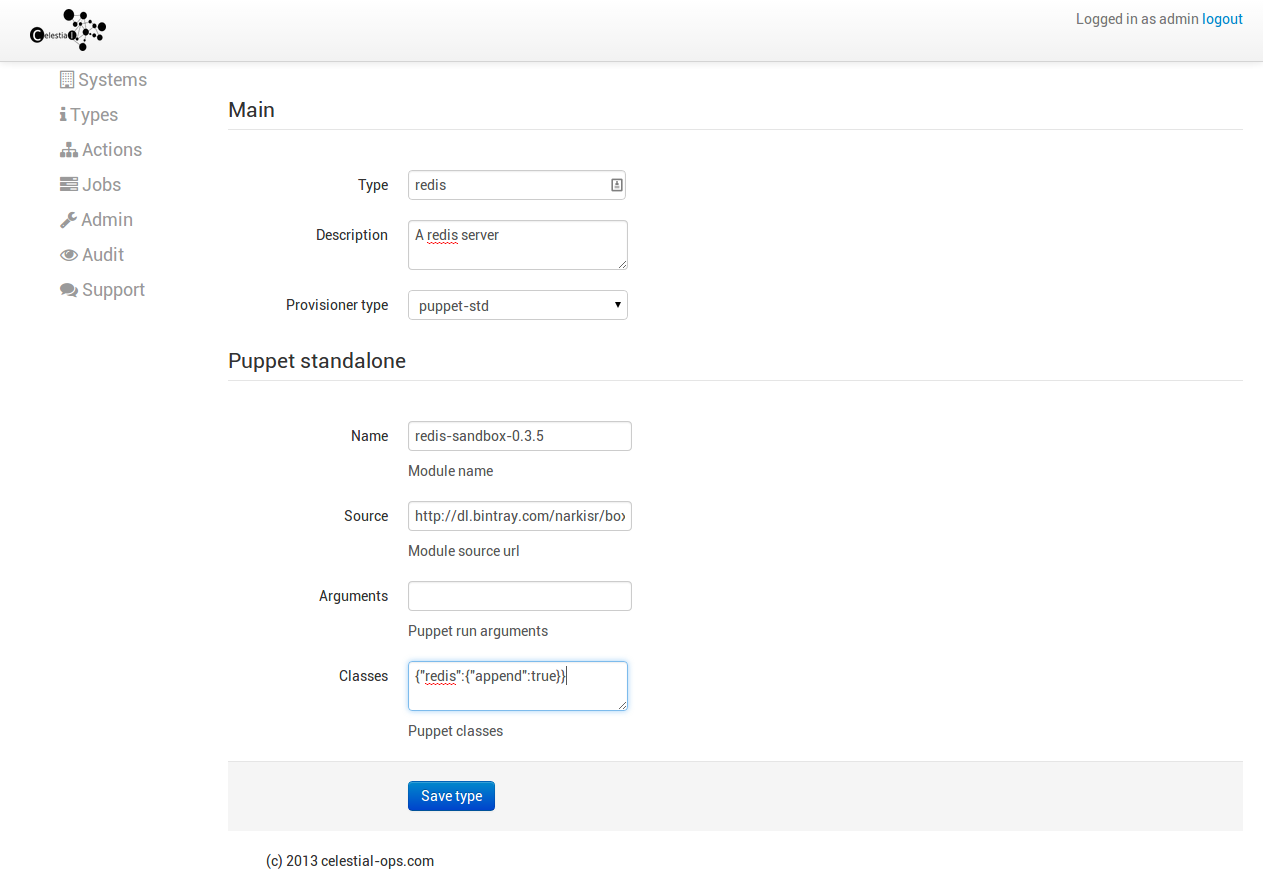 Celestial
Logged in as admin logout
Systems
Types
Actions
Jobs
Admin
Audit
Support
Main
Type redis
Description A redis server
Provisioner type puppet-std
Puppet standalone
Name redis-sandbox-0.3.5
Module name
Source http://dl.bintray.com/narkisr/box
Module source url
Arguments
Puppet run arguments
Classes {"redis":{"append":true}}
Puppet classes
Save type
(c) 2013 celestial-ops.com